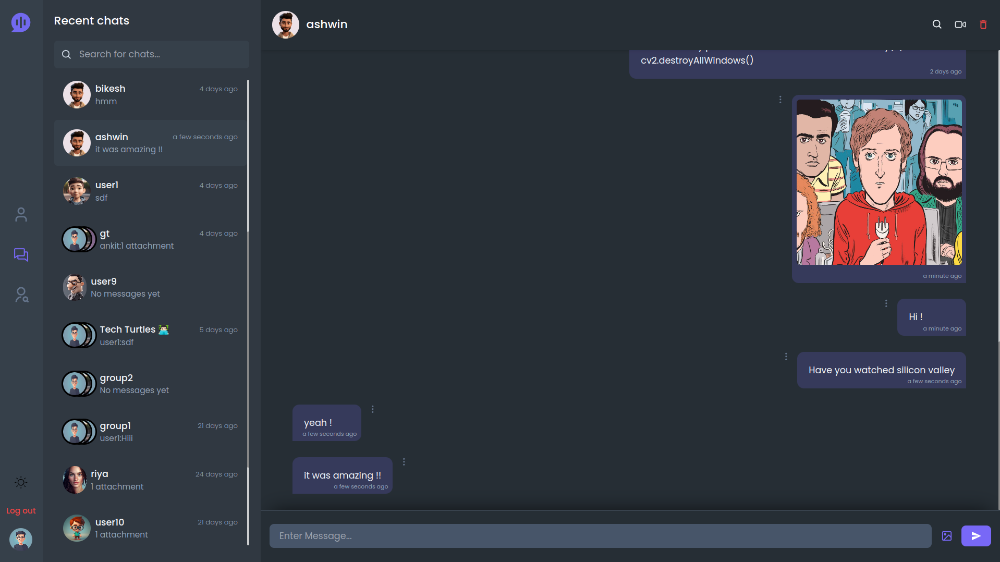 Recent chats
Search for chats...
bikesh
4 days ago
hmm
ashwin
a few seconds ago
it was amazing !!
user1
4 days ago
sdf
gt
4 days ago
ankit:1 attachment
user9
No messages yet
Tech Turtles 👨🏻‍💻
5 days ago
user1:sdf
group2
No messages yet
group1
21 days ago
user1:Hiii
riya
24 days ago
1 attachment
user10
21 days ago
1 attachment
Log out
ashwin
cv2.destroyAllWindows()
2 days ago
a minute ago
Hi !
a minute ago
Have you watched silicon valley
a few seconds ago
yeah !
a few seconds ago
it was amazing !!
a few seconds ago
Enter Message...